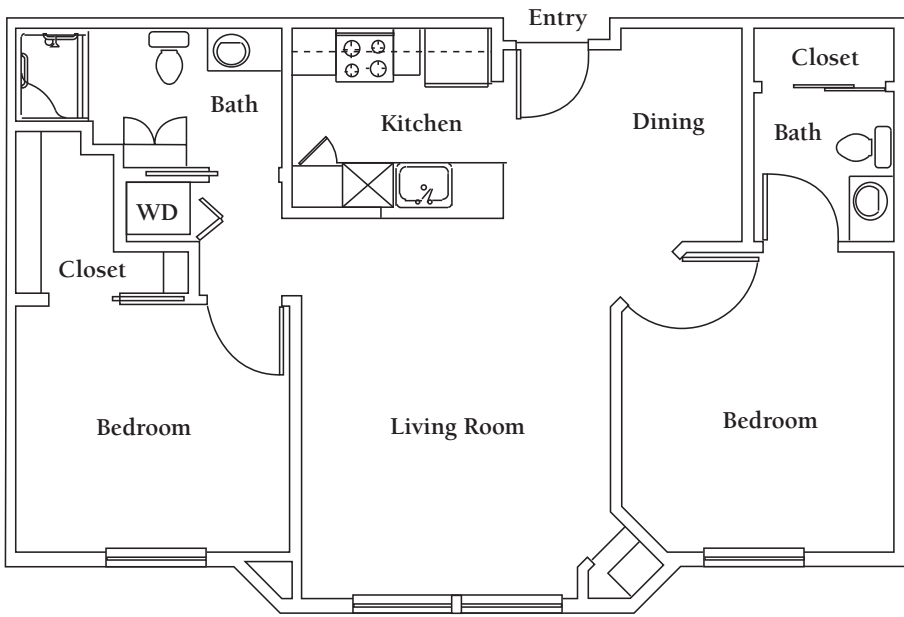 Entry
Closet
Bath
Kitchen
Dining
Bath
WD
Closet
Bedroom
Living Room
Bedroom